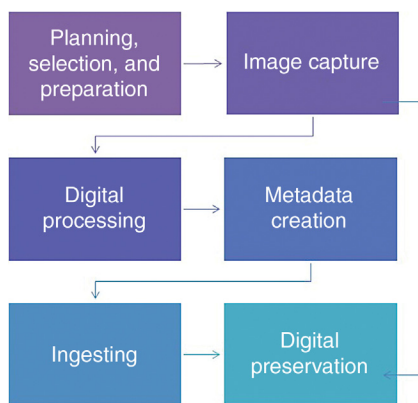 Planning,
selection, and
preparation
Image capture
Digital
processing
Metadata
creation
Ingesting
Digital
preservation